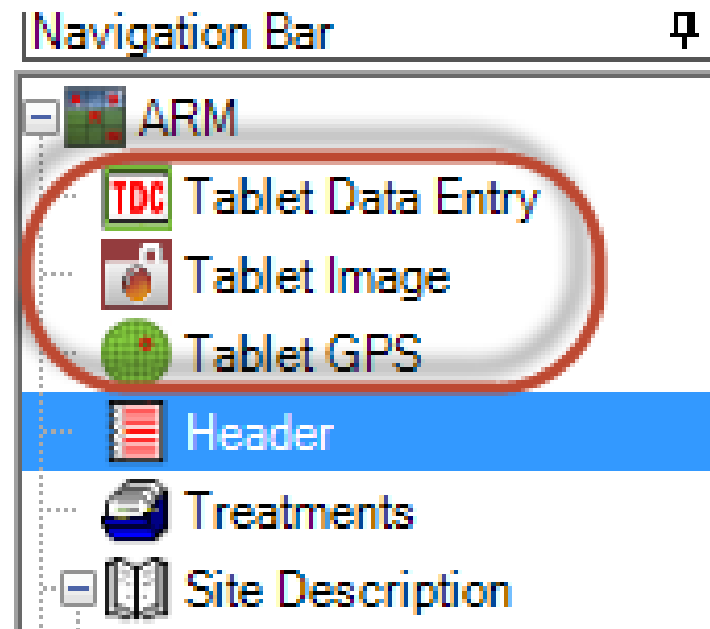 Navigation Bar
ARM
TDC Tablet Data Entry
Tablet Image
Tablet GPS
Header
Treatments
Site Description